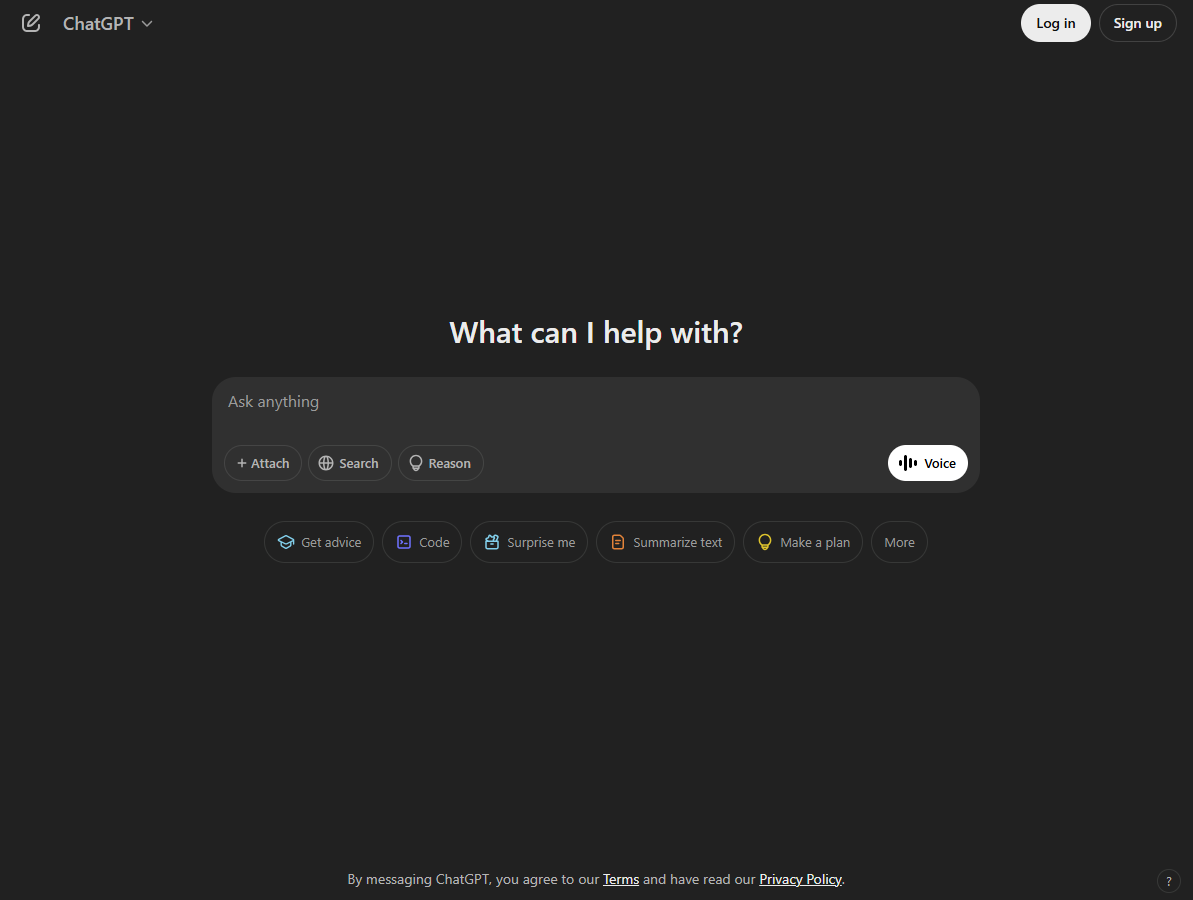 ChatGPT
Log in
Sign up
What can I help with?
Ask anything
+ Attach
Search
Reason
Voice
Get advice
Code
Surprise me
Summarize text
Make a plan
More
By messaging ChatGPT, you agree to our Terms and have read our Privacy Policy.
?